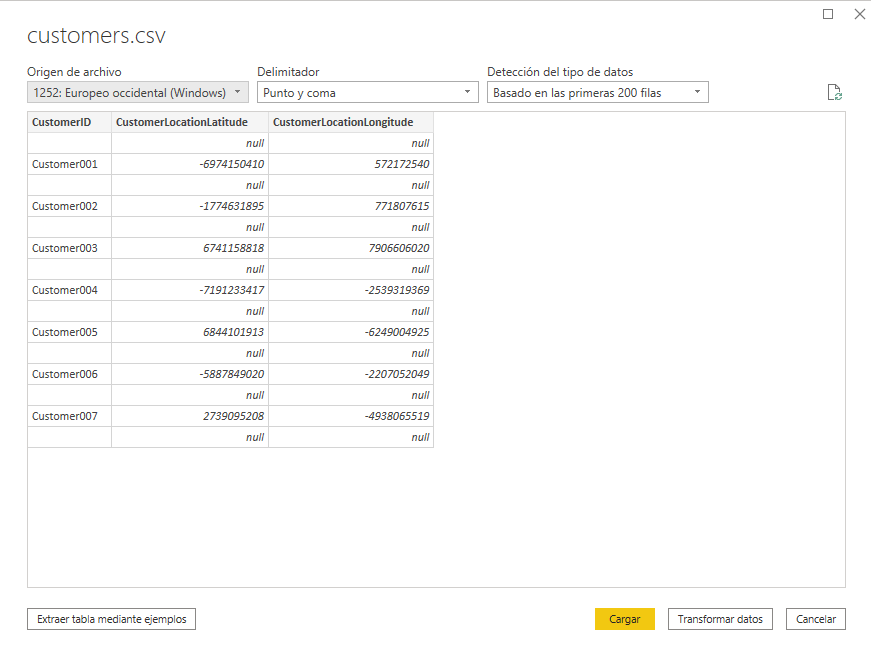 customers.csv
Origen de archivo Delimitador Detección del tipo de datos
1252: Europeo occidental (Windows) Punto y coma Basado en las primeras 200 filas
CustomerID CustomerLocationLatitude CustomerLocationLongitude
null null
Customer001 -6974150410 572172540
null null
Customer002 -1774631895 771807615
null null
Customer003 6741158818 7906606020
null null
Customer004 -7191233417 -2539319369
null null
Customer005 6844101913 -6249004925
null null
Customer006 -5887849020 -2207052049
null null
Customer007 2739095208 -4938065519
null null
Extraer tabla mediante ejemplos Cargar Transformar datos Cancelar